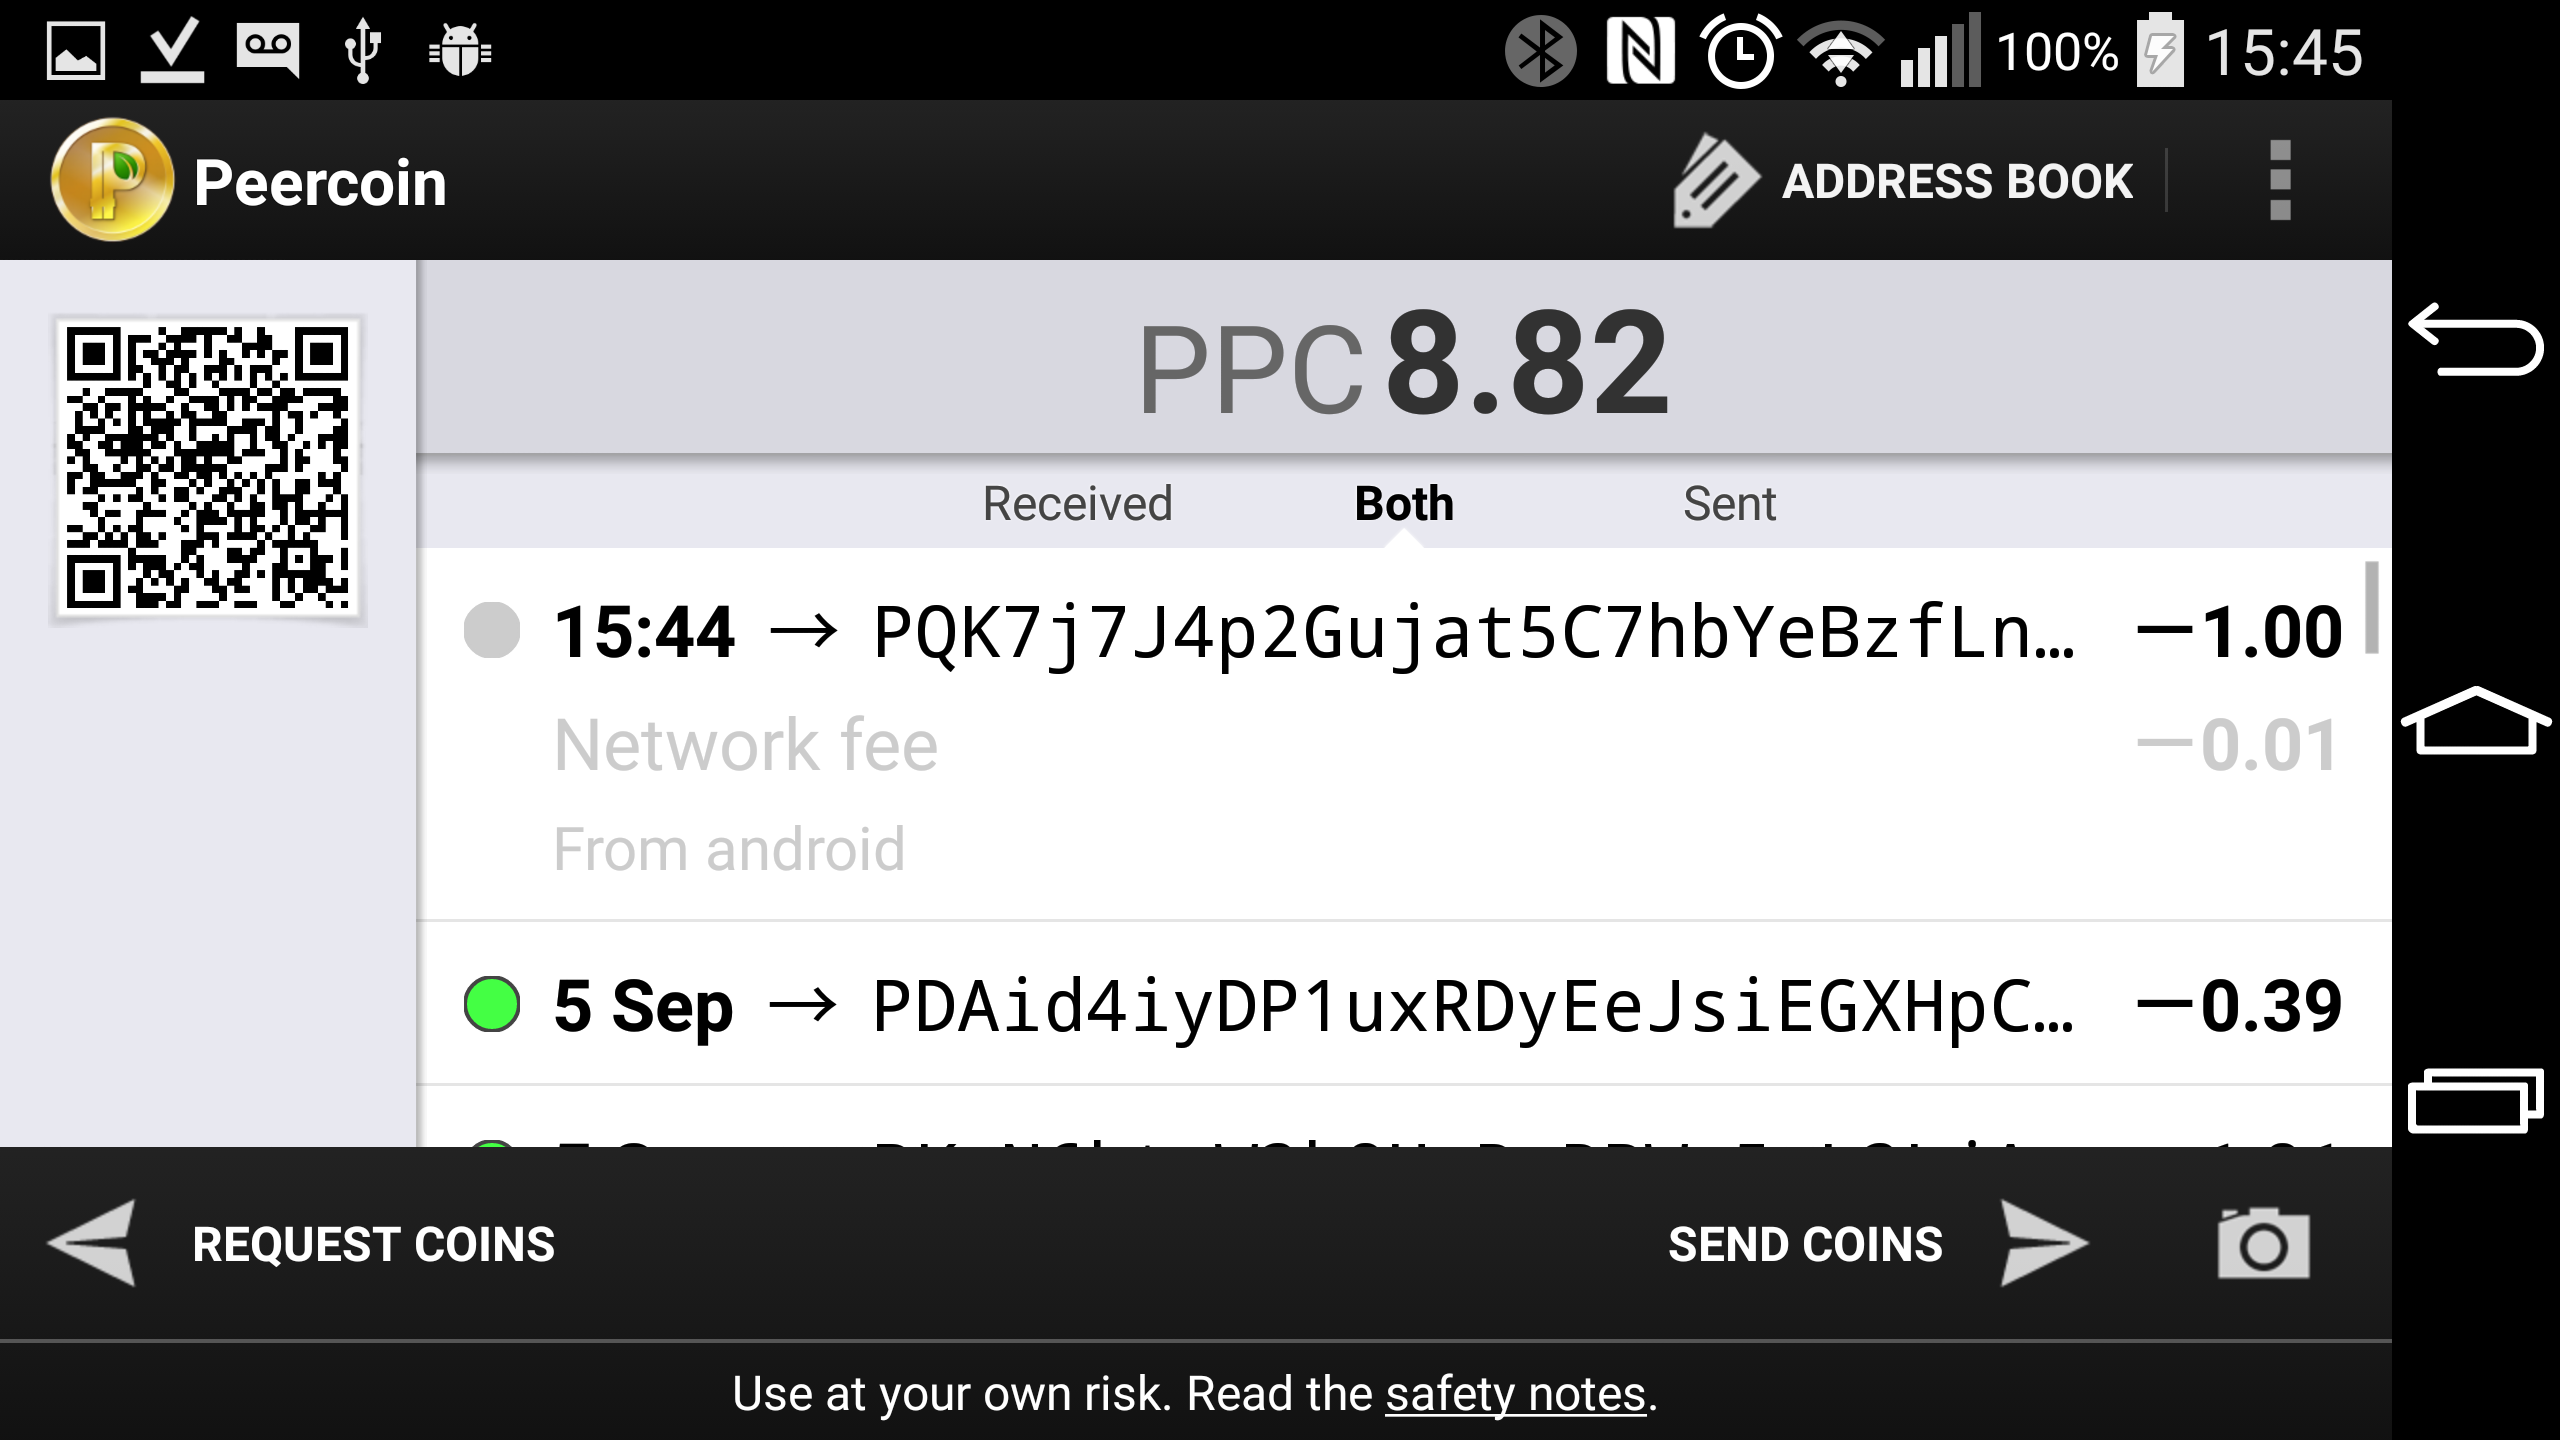 100% 15:45
Peercoin ADDRESS BOOK
PPC 8.82
Received Both Sent
15:44 → PQK7j7J4p2Gujat5C7hbYeBzfLn… −1.00
Network fee −0.01
From android
5 Sep → PDAid4iyDP1uxRDyEeJsiEGXHpC… −0.39
REQUEST COINS SEND COINS
Use at your own risk. Read the safety notes.